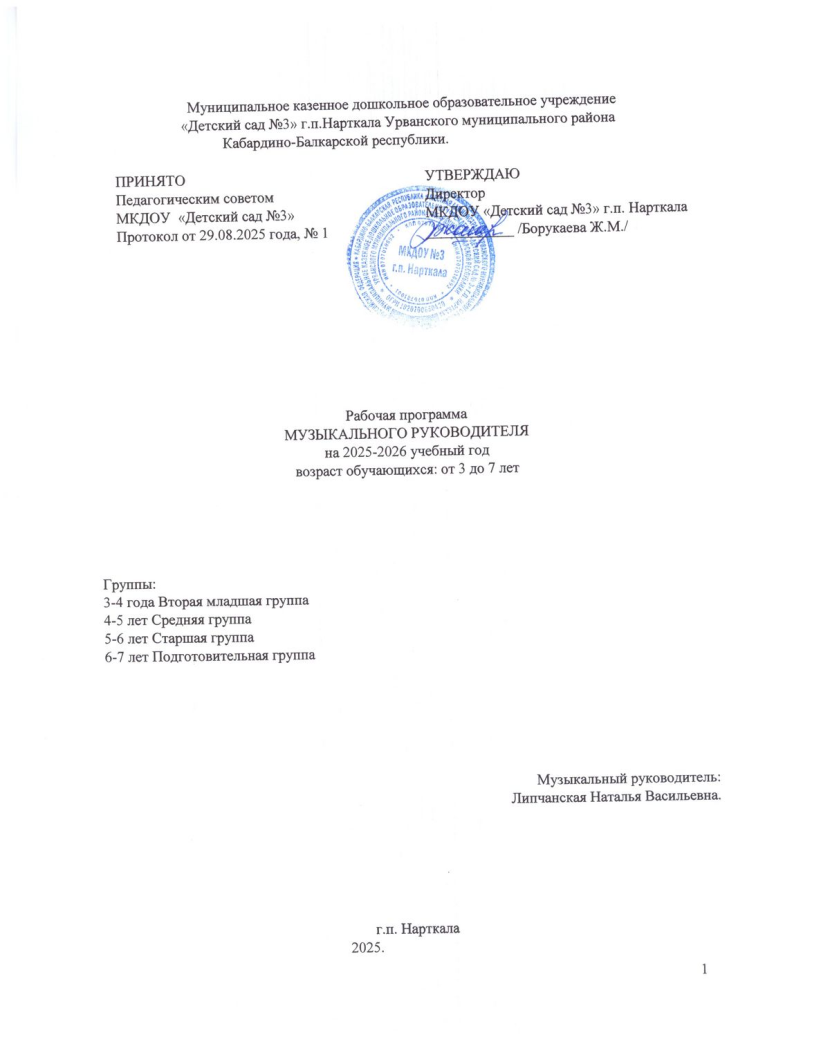 Муниципальное казенное дошкольное образовательное учреждение
«Детский сад №3» г.п.Нарткала Урванского муниципального района
Кабардино-Балкарской республики.
ПРИНЯТО
Педагогическим советом
МКДОУ «Детский сад №3»
Протокол от 29.08.2025 года, № 1
УТВЕРЖДАЮ
Директор
МКДОУ «Детский сад №3» г.п. Нарткала
/Борукаева Ж.М./
МКДОУ №3
г.п. Нарткала
Рабочая программа
МУЗЫКАЛЬНОГО РУКОВОДИТЕЛЯ
на 2025-2026 учебный год
возраст обучающихся: от 3 до 7 лет
Группы:
3-4 года Вторая младшая группа
4-5 лет Средняя группа
5-6 лет Старшая группа
6-7 лет Подготовительная группа
Музыкальный руководитель:
Липчанская Наталья Васильевна.
г.п. Нарткала
2025.
1